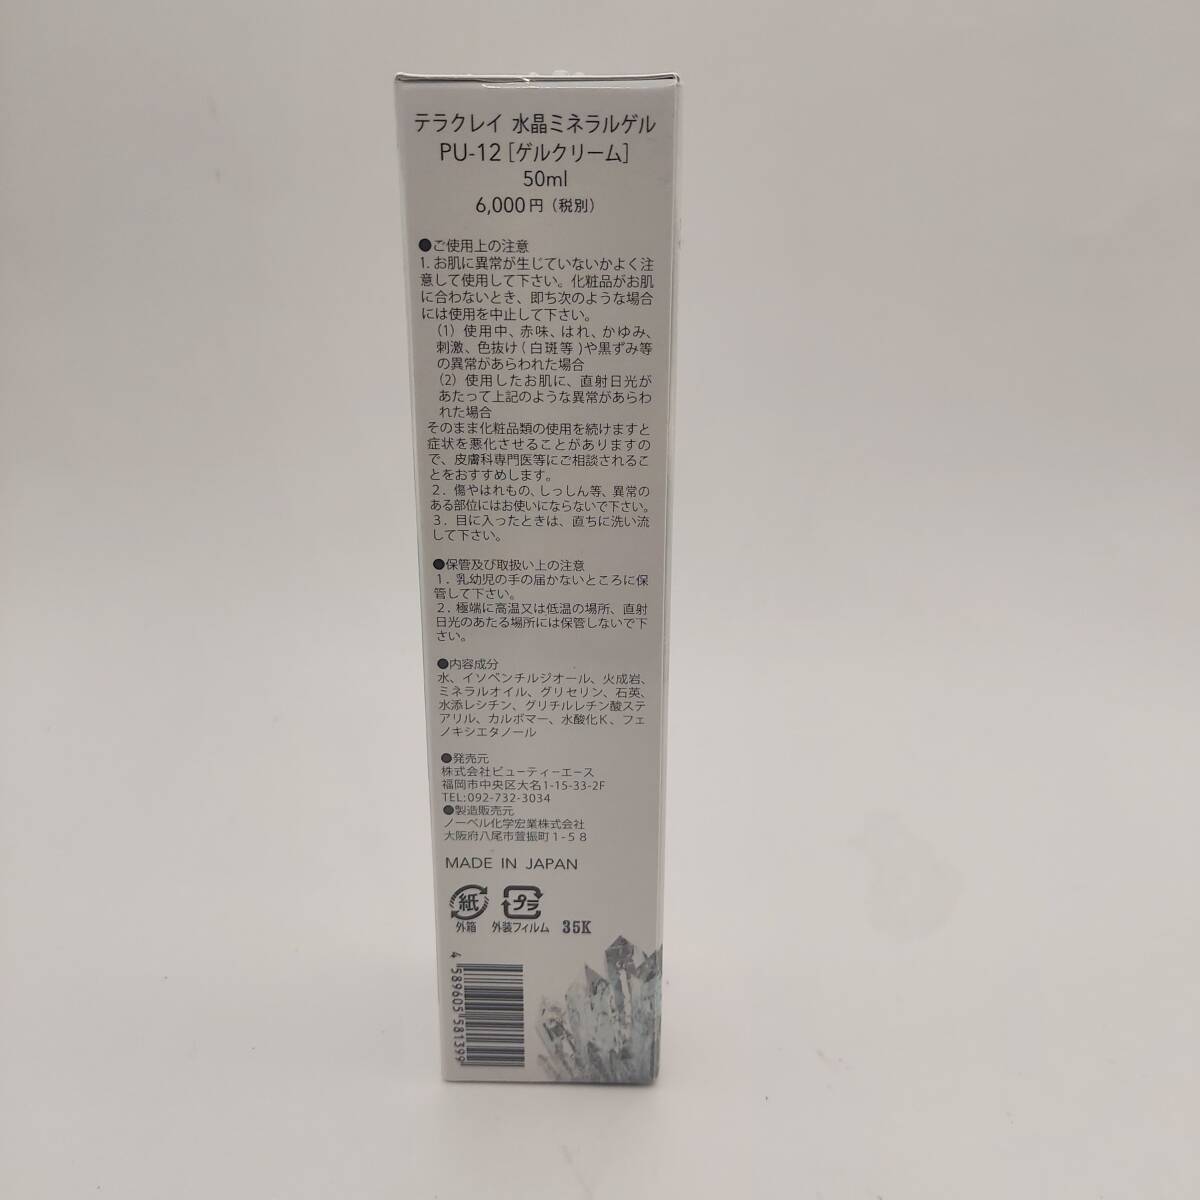 テラクレイ 水晶ミネラルゲル
PU-12 [ゲルクリーム]
50ml
6,000円（税別）
●ご使用上の注意
1. お肌に異常が生じていないかよく注
意して使用して下さい。化粧品がお肌
に合わないとき、即ち次のような場合
には使用を中止して下さい。
（1）使用中、赤味、はれ、かゆみ、
刺激、色抜け（白斑等）や黒ずみ等
の異常があらわれた場合
（2）使用したお肌に、直射日光が
あたって上記のような異常があらわ
れた場合
そのまま化粧品類の使用を続けますと
症状を悪化させることがありますの
で、皮膚科専門医等にご相談されるこ
とをおすすめします。
２．傷やはれもの、しっしん等、異常の
ある部位にはお使いにならないで下さい。
３．目に入ったときは、直ちに洗い流
して下さい。
●保管及び取扱い上の注意
１．乳幼児の手の届かないところに保
管して下さい。
２．極端に高温又は低温の場所、直射
日光のあたる場所には保管しないで下
さい。
●内容成分
水、イソペンチルジオール、火成岩、
ミネラルオイル、グリセリン、石英、
水添レシチン、グリチルレチン酸ステ
アリル、カルボマー、水酸化K、フェ
ノキシエタノール
●発売元
株式会社ビューティーエース
福岡市中央区大名1-15-33-2F
TEL:092-732-3034
●製造販売元
ノーベル化学宏業株式会社
大阪府八尾市萱振町１-５８
MADE IN JAPAN
紙 プラ
外箱 外装フィルム 35K
4 589605 581399